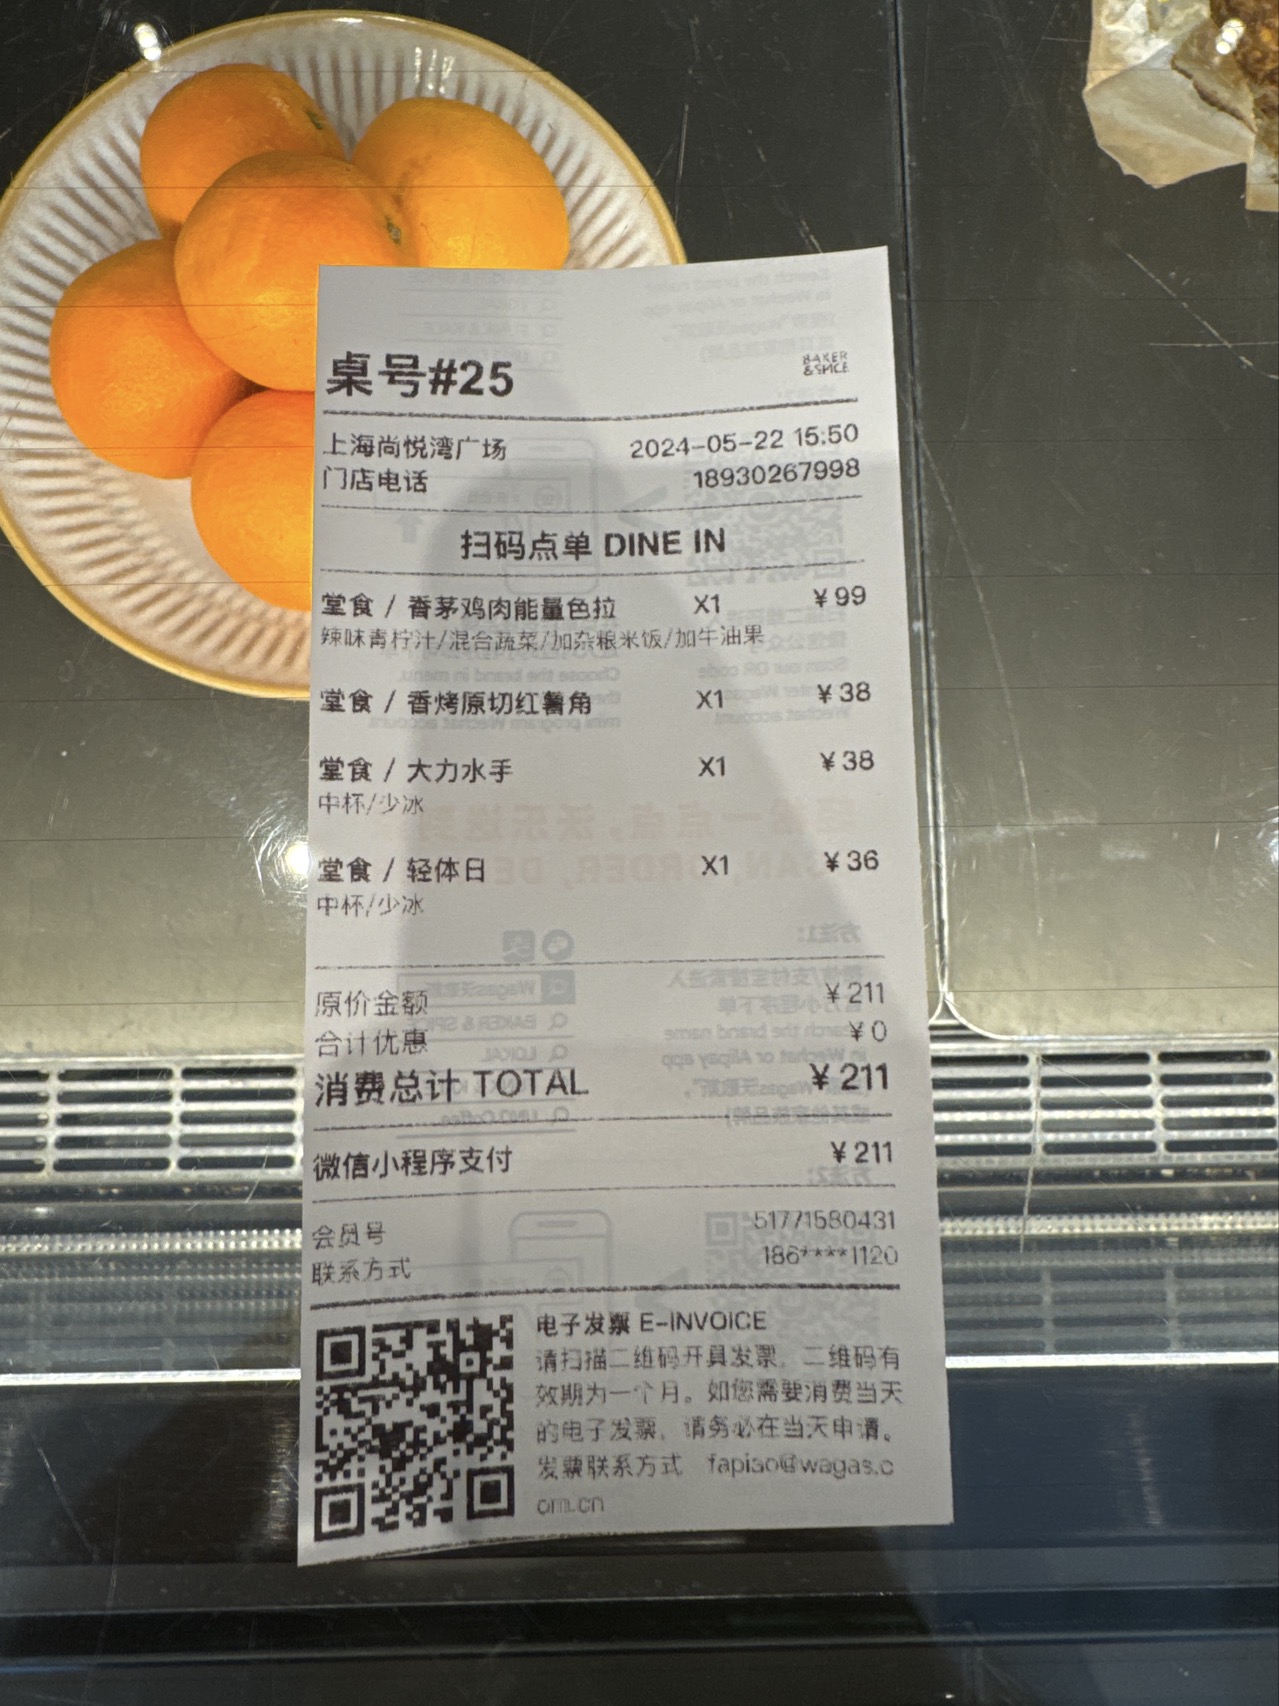 桌号#25
BAKER
&SPICE
上海尚悦湾广场 2024-05-22 15:50
门店电话 18930267998
扫码点单 DINE IN
堂食 / 香茅鸡肉能量色拉 X1 ¥99
辣味青柠汁/混合蔬菜/加杂粮米饭/加牛油果
堂食 / 香烤原切红薯角 X1 ¥38
堂食 / 大力水手 X1 ¥38
中杯/少冰
堂食 / 轻体日 X1 ¥36
中杯/少冰
原价金额 ¥211
合计优惠 ¥0
消费总计 TOTAL ¥211
微信小程序支付 ¥211
会员号 51771580431
联系方式 186****1120
电子发票 E-INVOICE
请扫描二维码开具发票，二维码有
效期为一个月。如您需要消费当天
的电子发票，请务必在当天申请。
发票联系方式 fapiao@wagas.c
om.cn